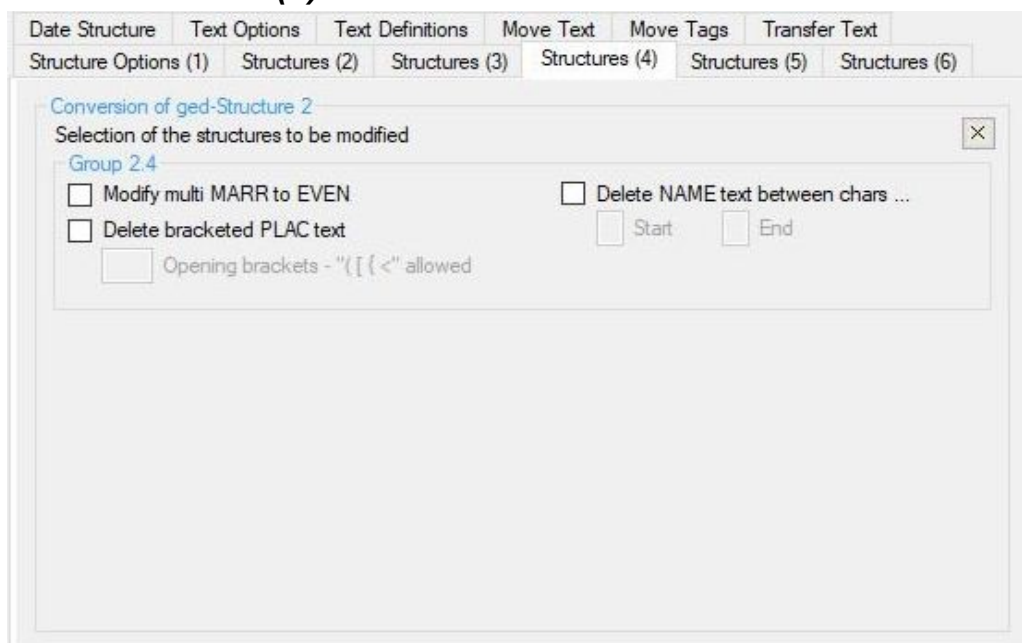 Date Structure Text Options Text Definitions Move Text Move Tags Transfer Text
Structure Options (1) Structures (2) Structures (3) Structures (4) Structures (5) Structures (6)
Conversion of ged-Structure 2
Selection of the structures to be modified
Group 2.4
Modify multi MARR to EVEN Delete NAME text between chars ...
Delete bracketed PLAC text Start End
Opening brackets - "( [ { <" allowed